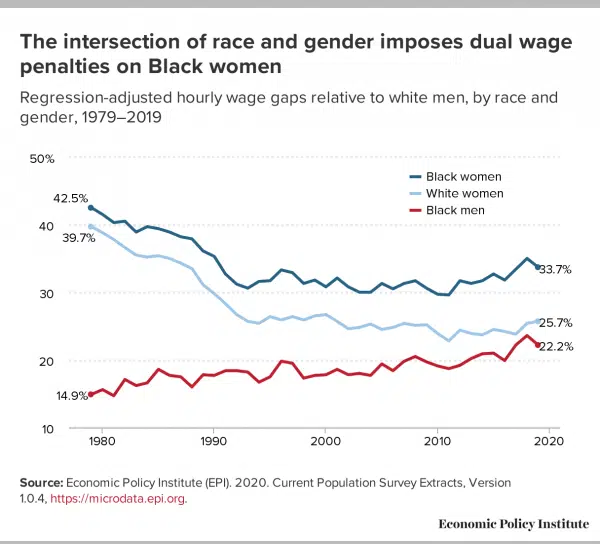 The intersection of race and gender imposes dual wage
penalties on Black women
Regression-adjusted hourly wage gaps relative to white men, by race and
gender, 1979–2019
50%
Black women
42.5%
White women
Black men
40
39.7%
33.7%
30
25.7%
22.2%
20
14.9%
10
1980
1990
2000
2010
2020
Source: Economic Policy Institute (EPI). 2020. Current Population Survey Extracts, Version
1.0.4, https://microdata.epi.org.
Economic Policy Institute